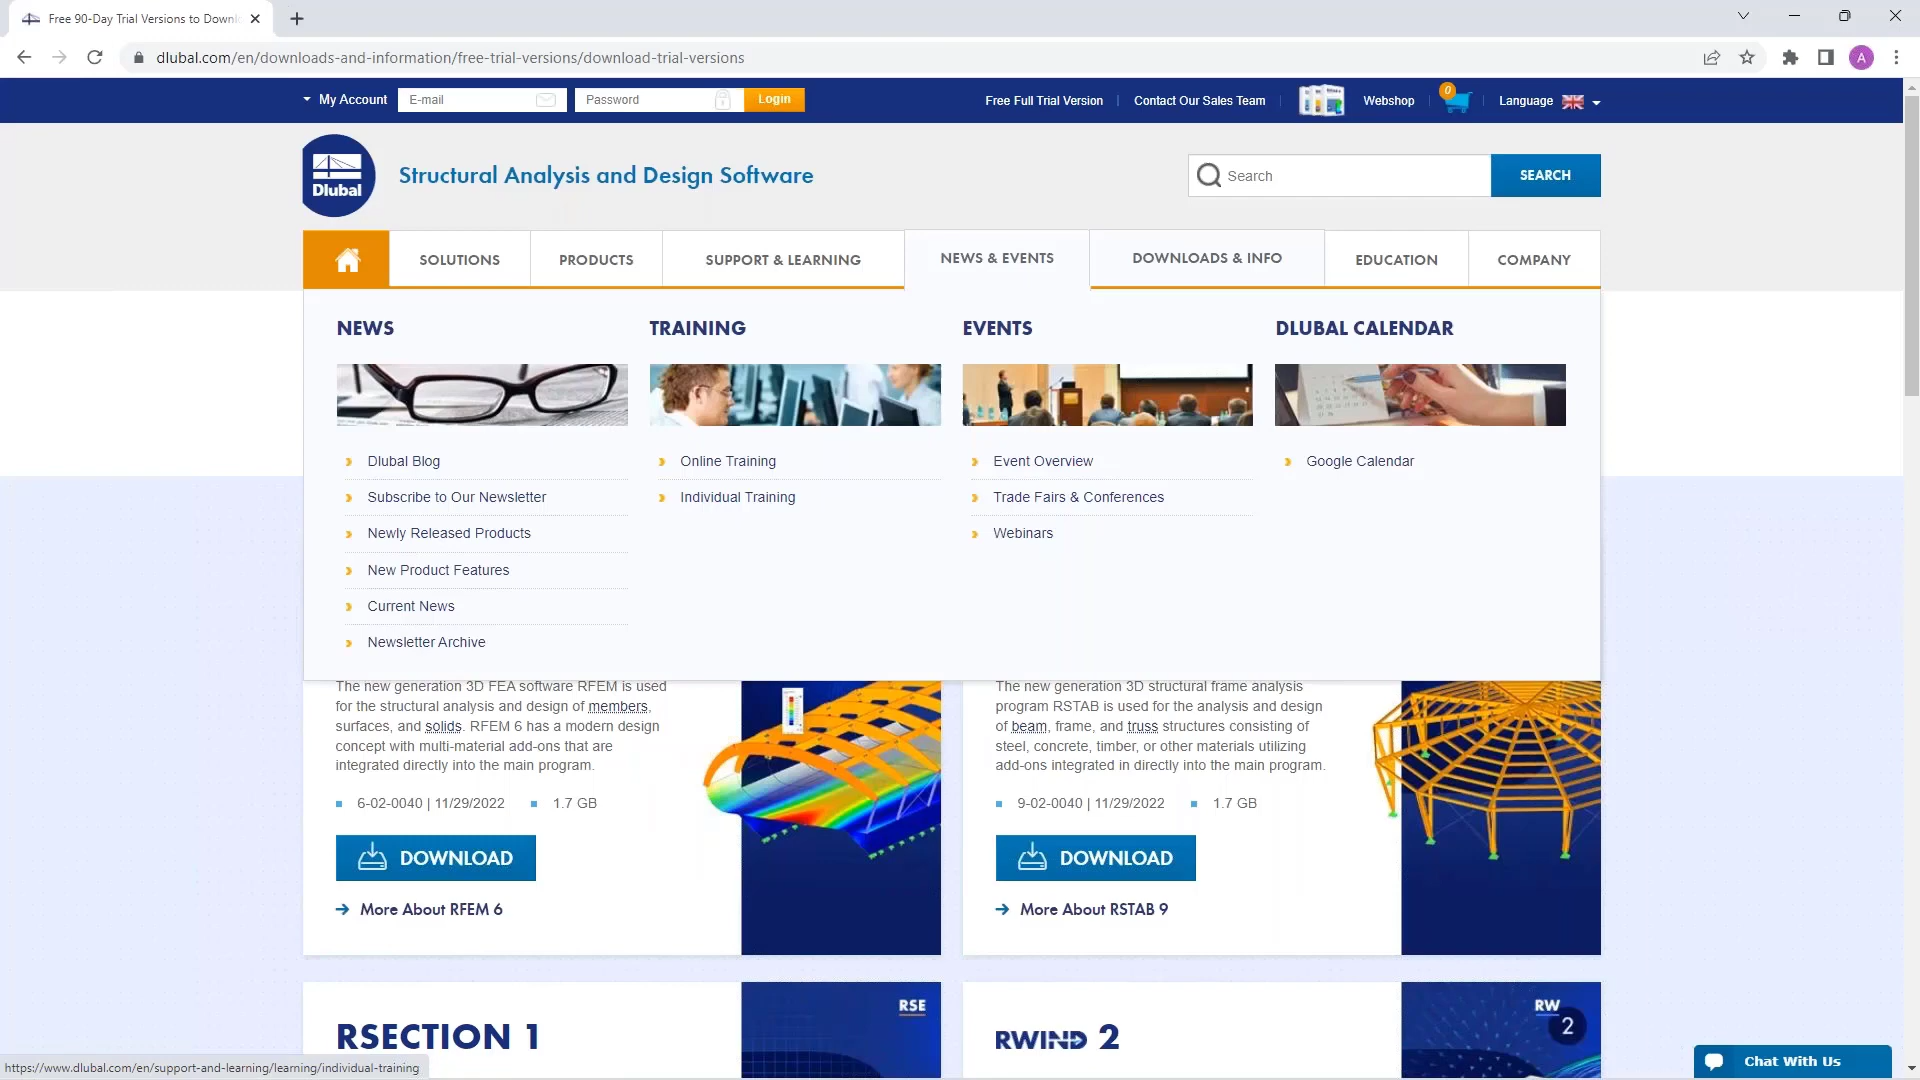 Free 90-Day Trial Versions to Downl
dlubal.com/en/downloads-and-information/free-trial-versions/download-trial-versions
A
My Account
E-mail
Password
Login
Free Full Trial Version
Contact Our Sales Team
Webshop
0
Language
Dlubal
Structural Analysis and Design Software
Search
SEARCH
SOLUTIONS
PRODUCTS
SUPPORT & LEARNING
NEWS & EVENTS
DOWNLOADS & INFO
EDUCATION
COMPANY
NEWS
Dlubal Blog
Subscribe to Our Newsletter
Newly Released Products
New Product Features
Current News
Newsletter Archive
TRAINING
Online Training
Individual Training
EVENTS
Event Overview
Trade Fairs & Conferences
Webinars
DLUBAL CALENDAR
Google Calendar
The new generation 3D FEA software RFEM is used
for the structural analysis and design of members,
surfaces, and solids. RFEM 6 has a modern design
concept with multi-material add-ons that are
integrated directly into the main program.
6-02-0040 | 11/29/2022
1.7 GB
DOWNLOAD
More About RFEM 6
The new generation 3D structural frame analysis
program RSTAB is used for the analysis and design
of beam, frame, and truss structures consisting of
steel, concrete, timber, or other materials utilizing
add-ons integrated in directly into the main program.
9-02-0040 | 11/29/2022
1.7 GB
DOWNLOAD
More About RSTAB 9
RSECTION 1
RSE
RWIND 2
RW
2
https://www.dlubal.com/en/support-and-learning/learning/individual-training
Chat With Us